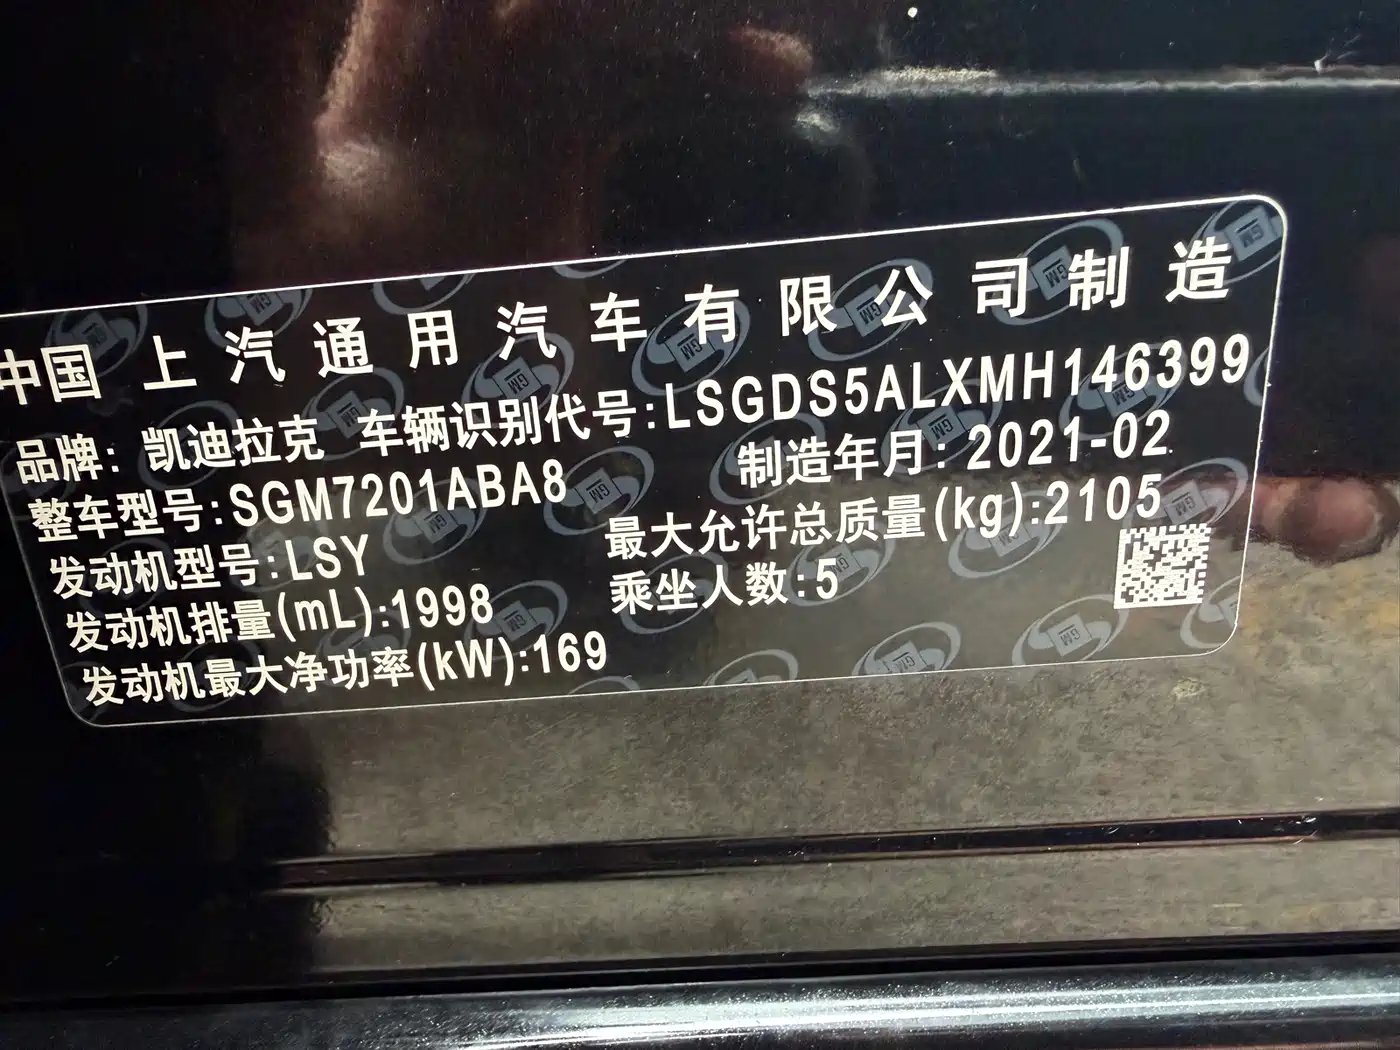 中国 上汽通用汽车有限公司制造
品牌: 凯迪拉克 车辆识别代号:LSGDS5ALXMH146399
整车型号:SGM7201ABA8 制造年月: 2021-02
发动机型号:LSY 最大允许总质量(kg):2105
发动机排量(mL):1998 乘坐人数:5
发动机最大净功率(kW):169